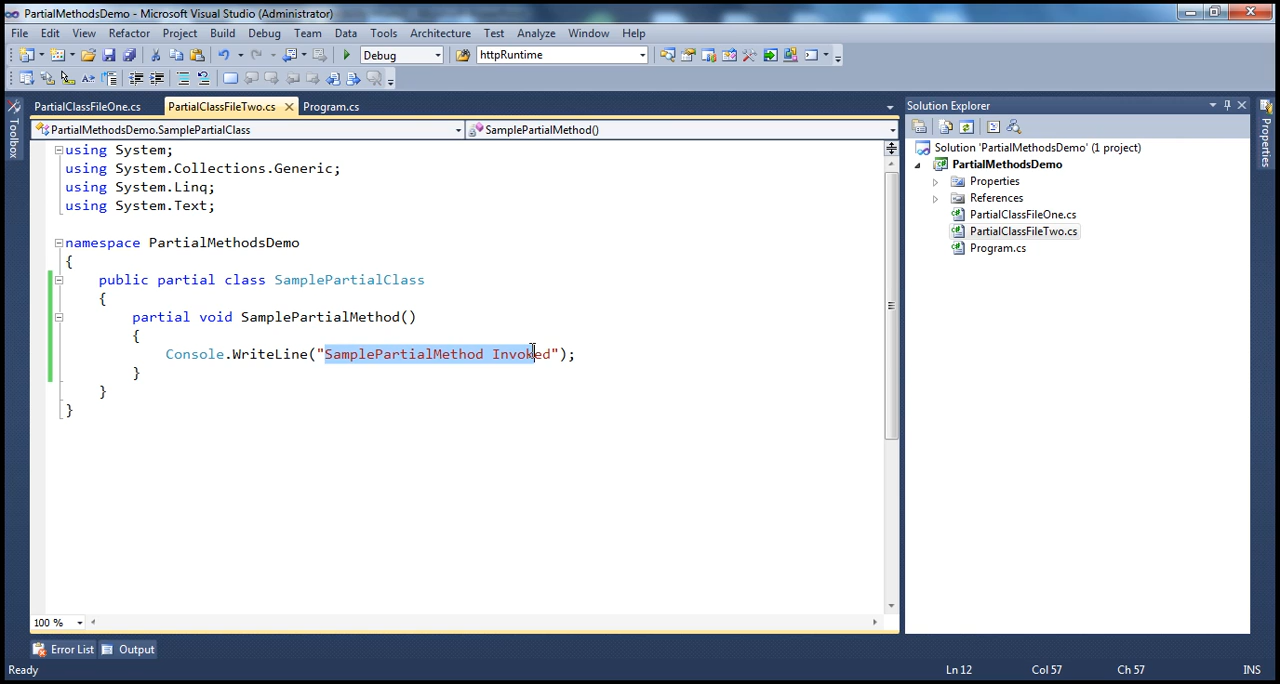 PartialMethodsDemo - Microsoft Visual Studio (Administrator)
File Edit View Refactor Project Build Debug Team Data Tools Architecture Test Analyze Window Help
Debug httpRuntime
PartialClassFileOne.cs PartialClassFileTwo.cs Program.cs
PartialMethodsDemo.SamplePartialClass SamplePartialMethod()
Toolbox
using System;
using System.Collections.Generic;
using System.Linq;
using System.Text;
namespace PartialMethodsDemo
{
public partial class SamplePartialClass
{
partial void SamplePartialMethod()
{
Console.WriteLine("SamplePartialMethod Invoked");
}
}
}
100 %
Solution Explorer
Solution 'PartialMethodsDemo' (1 project)
PartialMethodsDemo
Properties
References
PartialClassFileOne.cs
PartialClassFileTwo.cs
Program.cs
Properties
Error List Output
Ready Ln 12 Col 57 Ch 57 INS